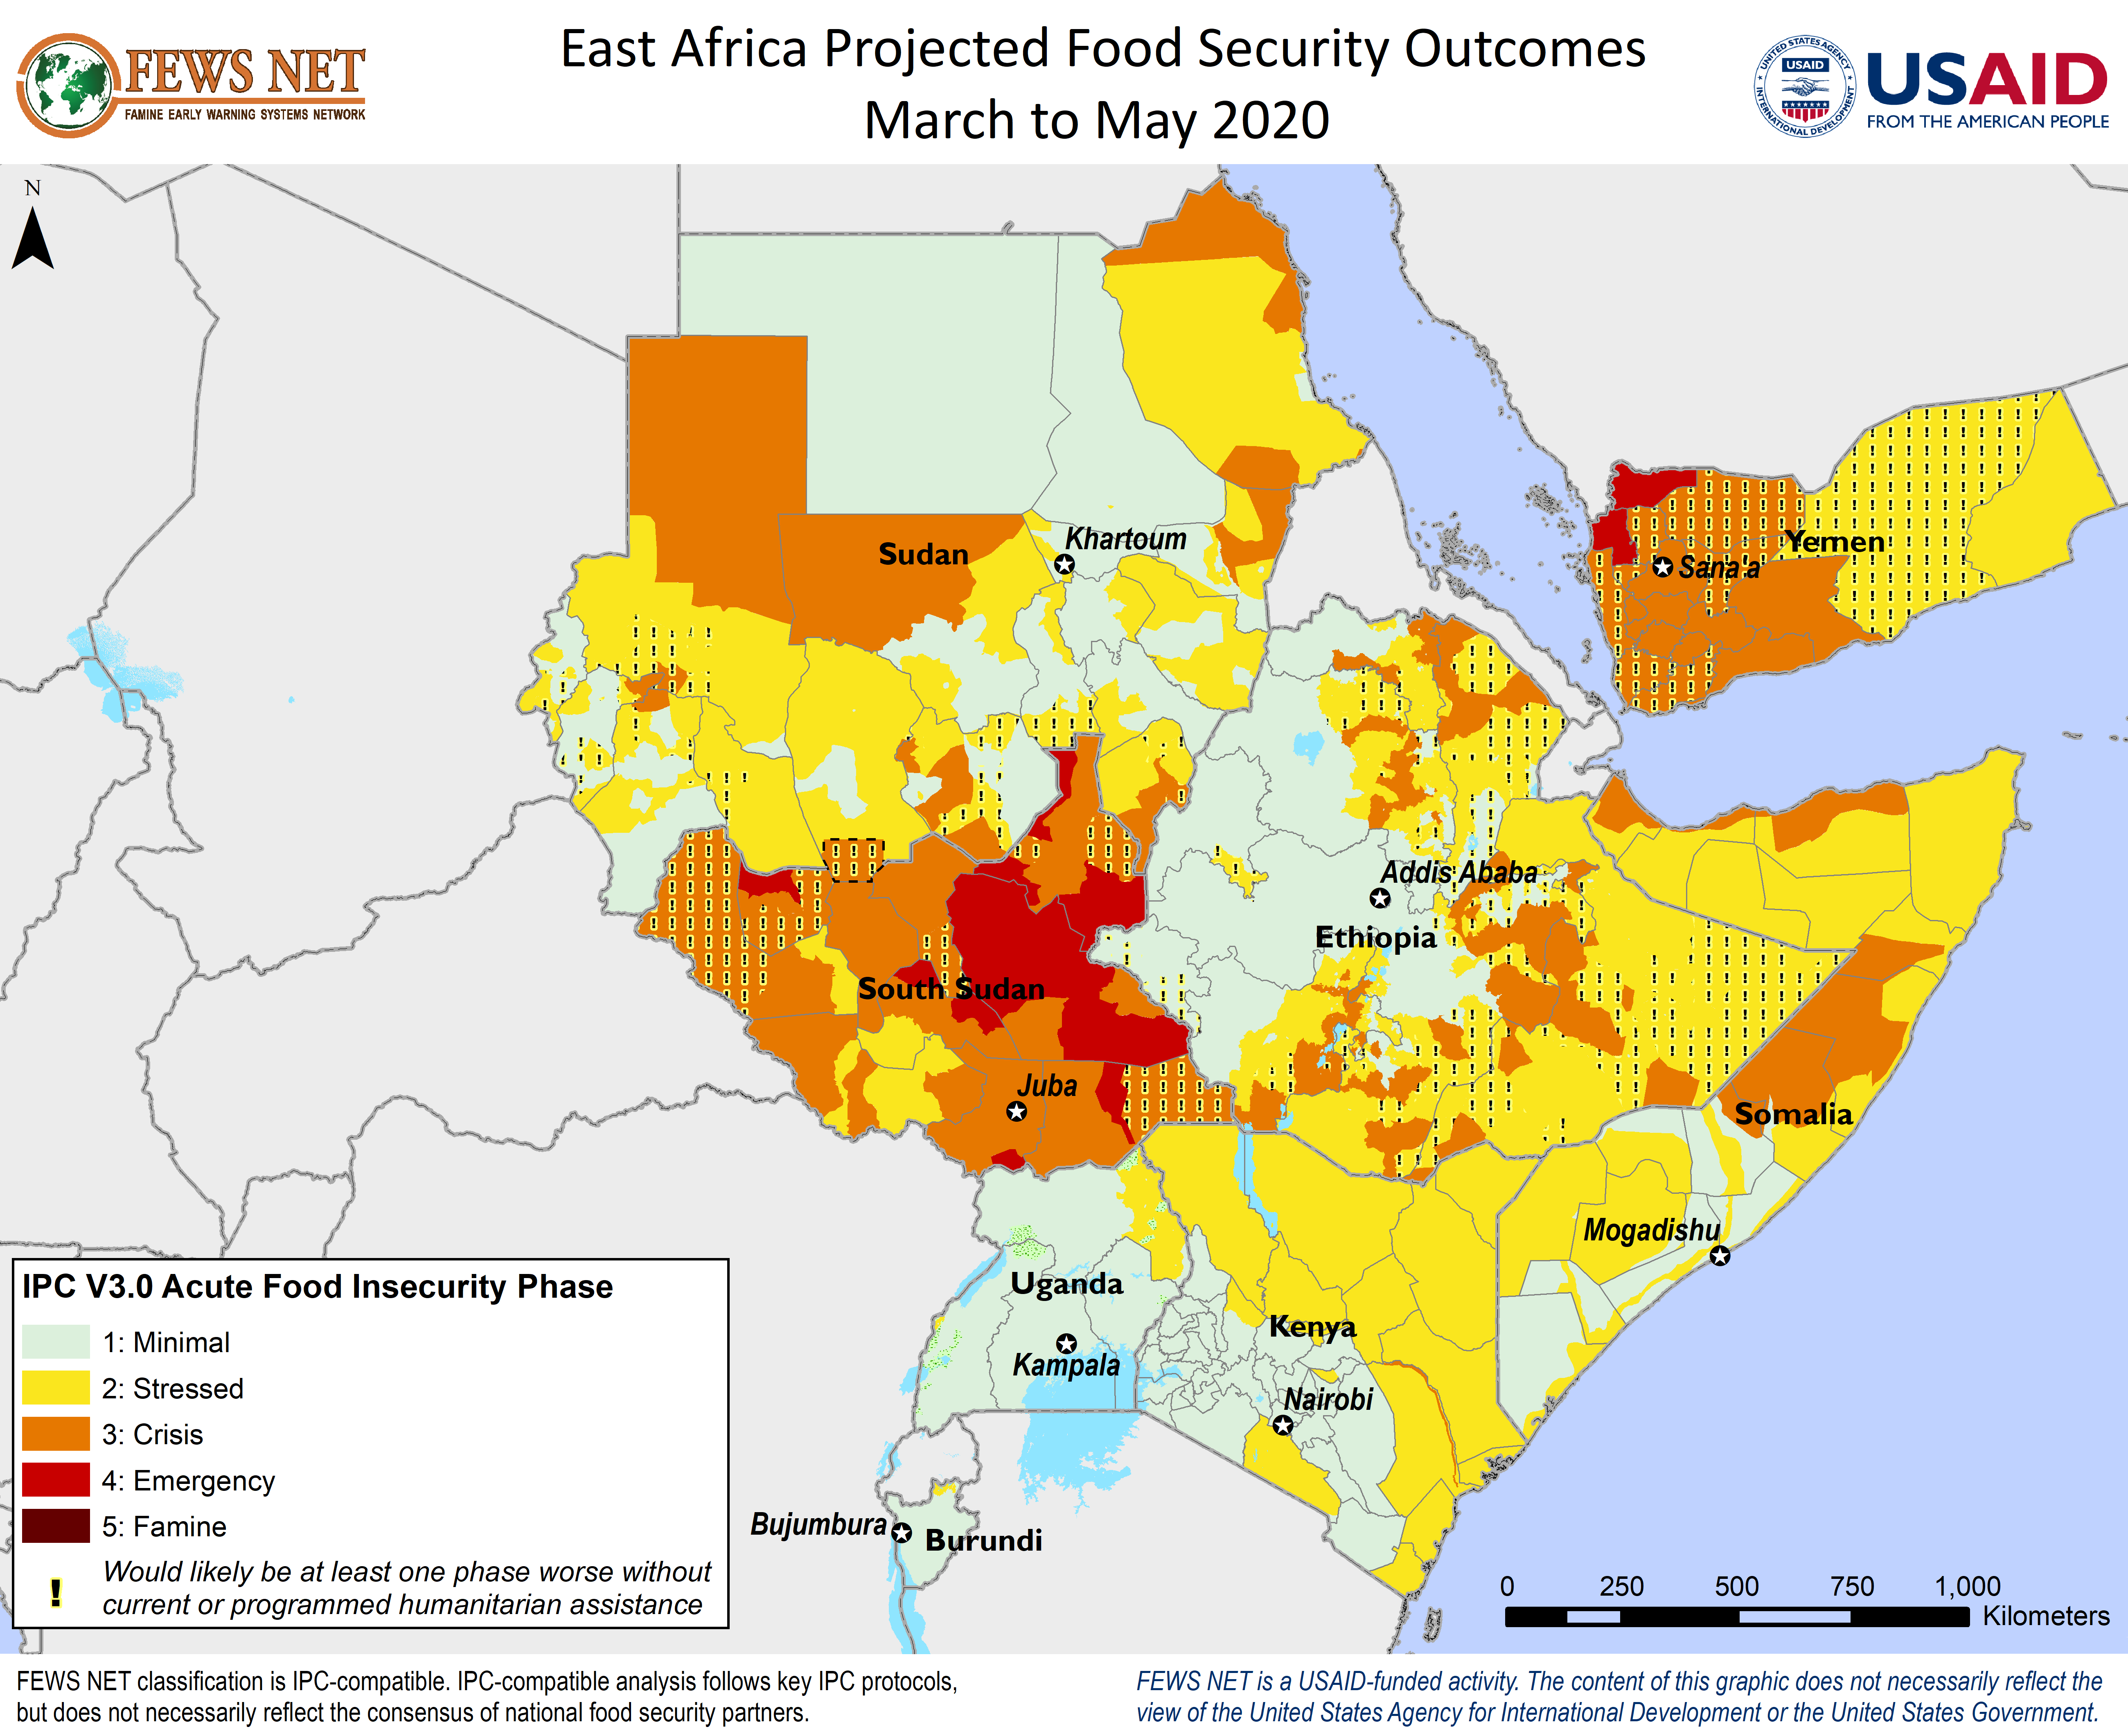 FEWS NET
FAMINE EARLY WARNING SYSTEMS NETWORK
East Africa Projected Food Security Outcomes
March to May 2020
UNITED STATES AGENCY
INTERNATIONAL DEVELOPMENT
USAID
USAID
FROM THE AMERICAN PEOPLE
N
Sudan
Khartoum
Yemen
Sana'a
Addis Ababa
Ethiopia
South Sudan
Juba
Somalia
Mogadishu
Uganda
Kampala
Kenya
Nairobi
Bujumbura
Burundi
IPC V3.0 Acute Food Insecurity Phase
1: Minimal
2: Stressed
3: Crisis
4: Emergency
5: Famine
! Would likely be at least one phase worse without
current or programmed humanitarian assistance
0 250 500 750 1,000
Kilometers
FEWS NET classification is IPC-compatible. IPC-compatible analysis follows key IPC protocols,
but does not necessarily reflect the consensus of national food security partners.
FEWS NET is a USAID-funded activity. The content of this graphic does not necessarily reflect the
view of the United States Agency for International Development or the United States Government.